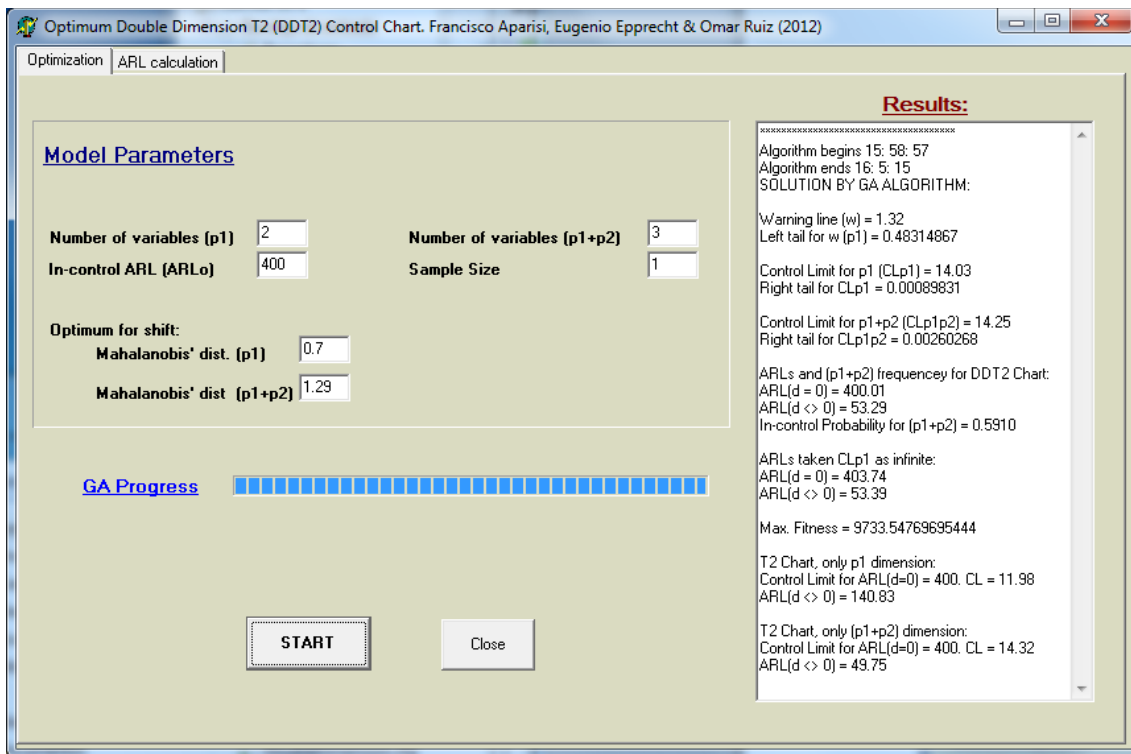 Optimum Double Dimension T2 (DDT2) Control Chart. Francisco Aparisi, Eugenio Epprecht & Omar Ruiz (2012)
Optimization
ARL calculation
Model Parameters
Number of variables (p1) 2
Number of variables (p1+p2) 3
In-control ARL (ARLo) 400
Sample Size 1
Optimum for shift:
Mahalanobis' dist. (p1) 0.7
Mahalanobis' dist (p1+p2) 1.29
GA Progress
START
Close
Results:
*************************************
Algorithm begins 15: 58: 57
Algorithm ends 16: 5: 15
SOLUTION BY GA ALGORITHM:
Warning line (w) = 1.32
Left tail for w (p1) = 0.48314867
Control Limit for p1 (CLp1) = 14.03
Right tail for CLp1 = 0.00089831
Control Limit for p1+p2 (CLp1p2) = 14.25
Right tail for CLp1p2 = 0.00260268
ARLs and (p1+p2) frequencey for DDT2 Chart:
ARL(d = 0) = 400.01
ARL(d <> 0) = 53.29
In-control Probability for (p1+p2) = 0.5910
ARLs taken CLp1 as infinite:
ARL(d = 0) = 403.74
ARL(d <> 0) = 53.39
Max. Fitness = 9733.54769695444
T2 Chart, only p1 dimension:
Control Limit for ARL(d=0) = 400. CL = 11.98
ARL(d <> 0) = 140.83
T2 Chart, only (p1+p2) dimension:
Control Limit for ARL(d=0) = 400. CL = 14.32
ARL(d <> 0) = 49.75